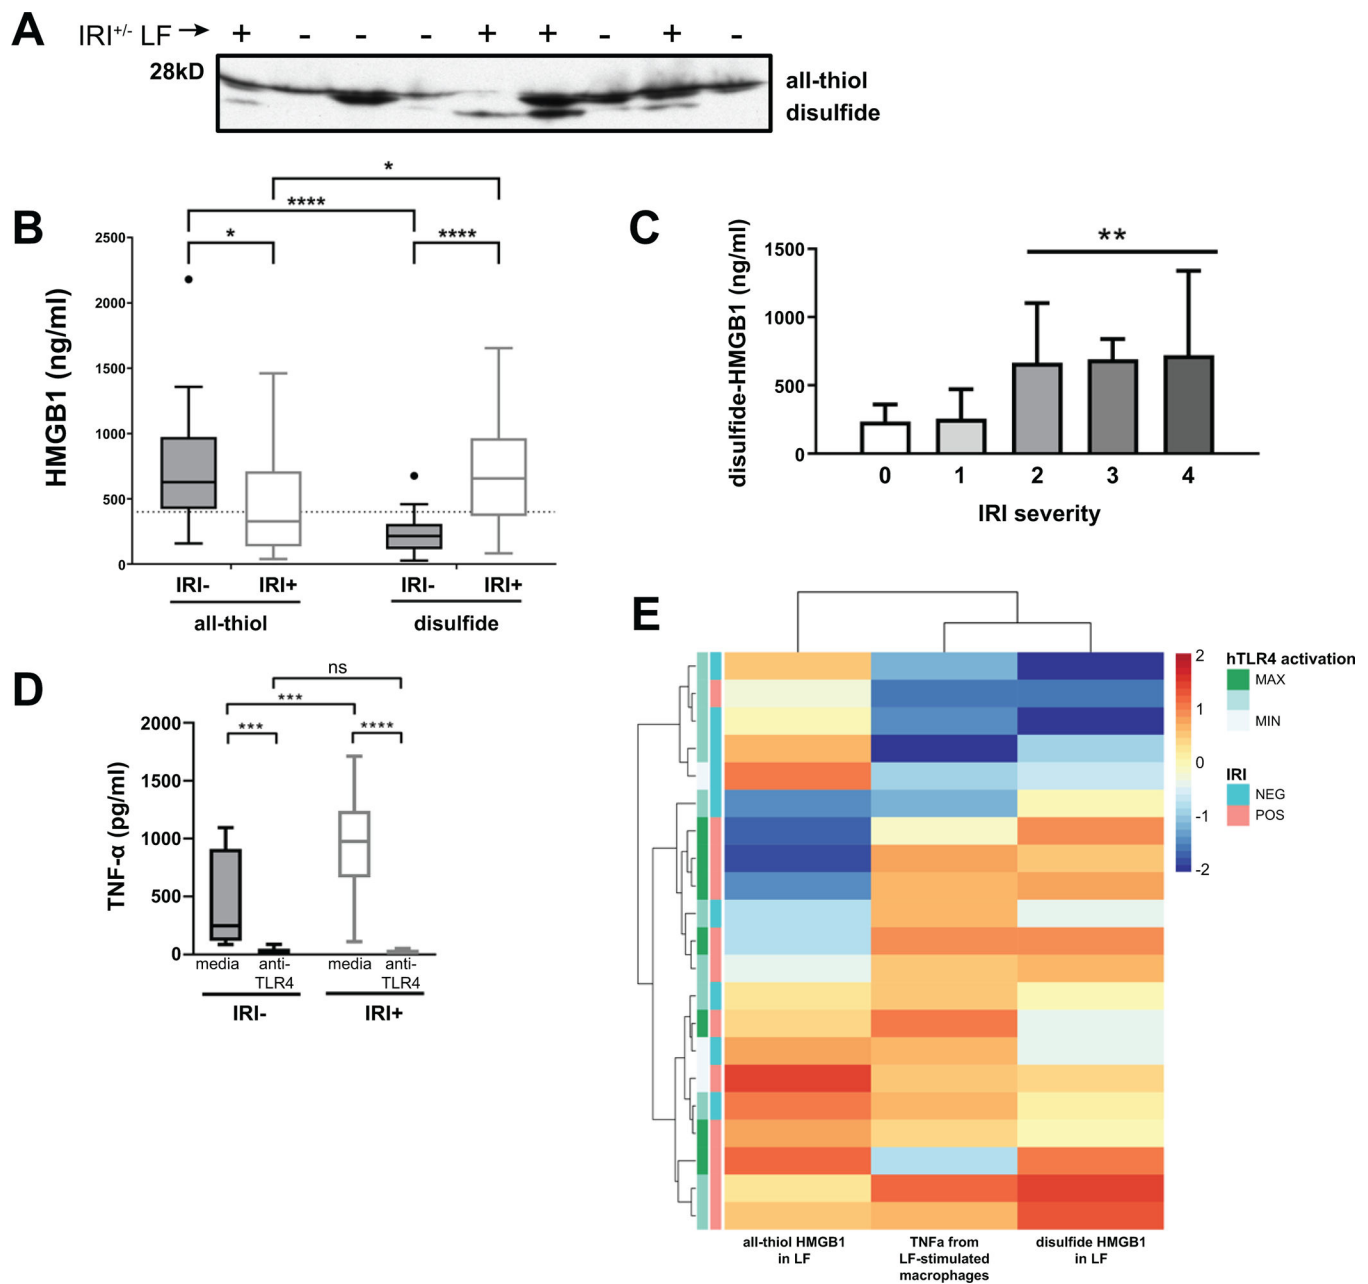 A
IRI+/- LF →
+ - - - + + - + -
28kD
all-thiol
disulfide
B
*
****
* ****
HMGB1 (ng/ml)
2500
2000
1500
1000
500
0
IRI- IRI+ IRI- IRI+
all-thiol disulfide
C
**
disulfide-HMGB1 (ng/ml)
1500
1000
500
0
0 1 2 3 4
IRI severity
D
ns
***
*** ****
TNF-α (pg/ml)
2000
1500
1000
500
0
media anti-TLR4 media anti-TLR4
IRI- IRI+
E
2
1
0
-1
-2
hTLR4 activation
MAX
MIN
IRI
NEG
POS
all-thiol HMGB1
in LF
TNFa from
LF-stimulated
macrophages
disulfide HMGB1
in LF